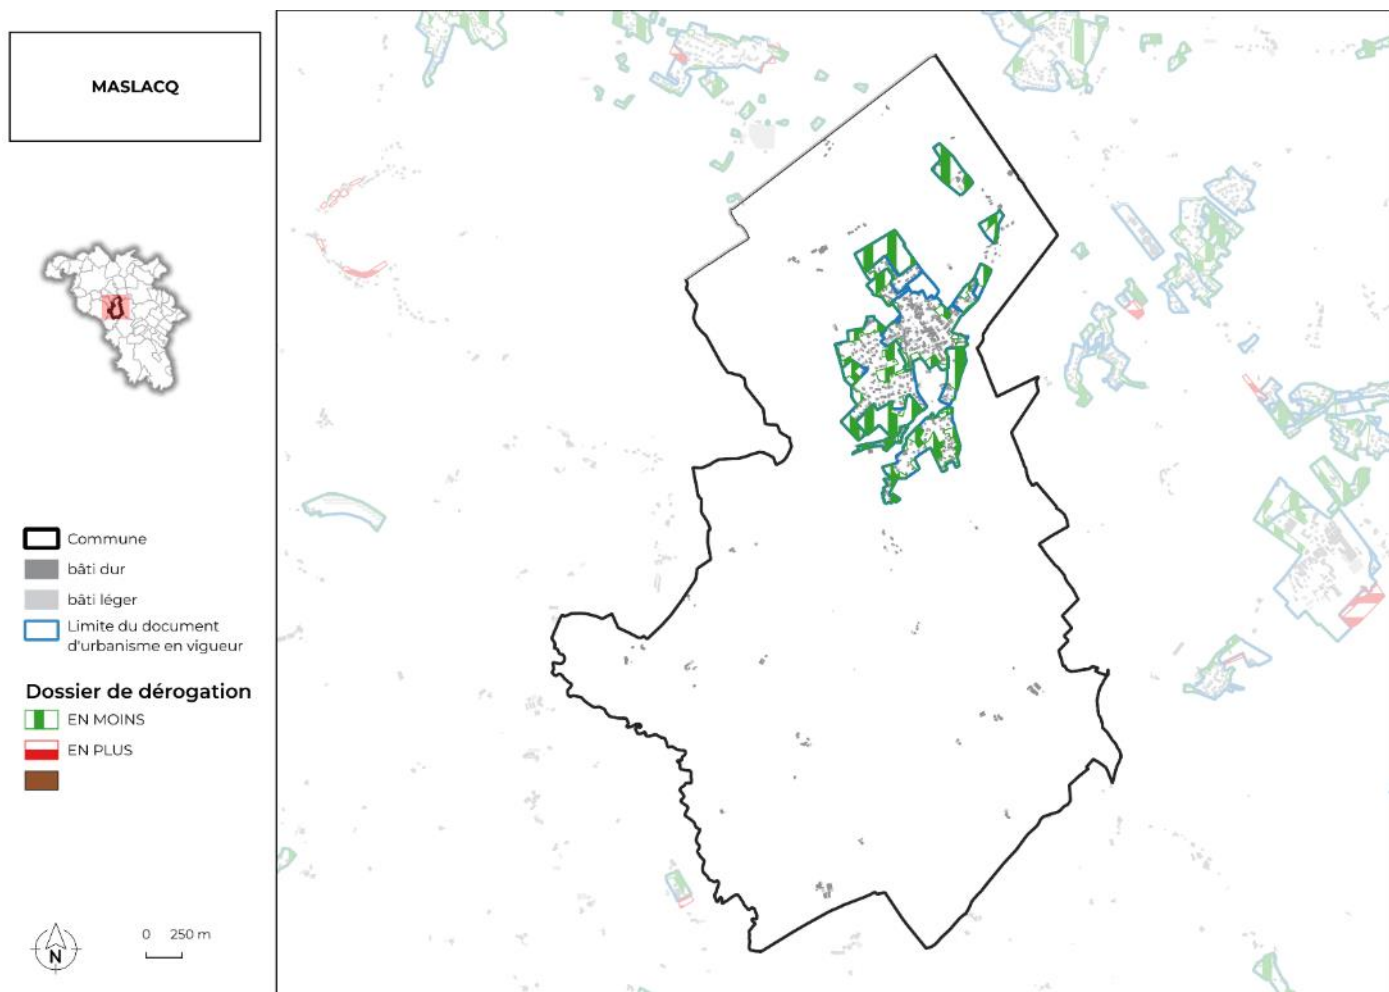 MASLACQ
Commune
bâti dur
bâti léger
Limite du document
d'urbanisme en vigueur
Dossier de dérogation
EN MOINS
EN PLUS
N
0 250 m